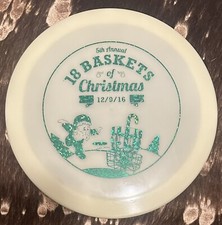 5th Annual
18 BASKETS
of
Christmas
12/9/16